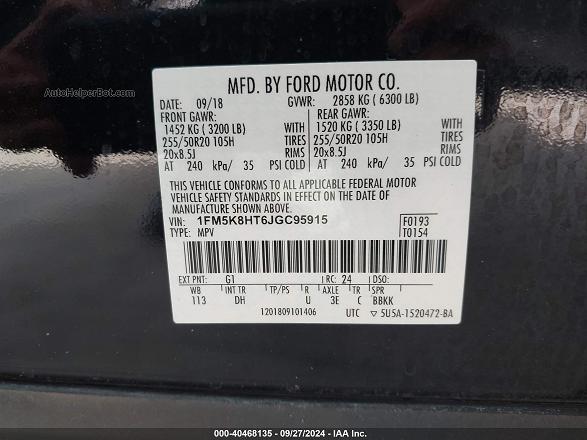 https://autobidhistory.com
MFD. BY FORD MOTOR CO.
DATE: 09/18 GVWR: 2858 KG ( 6300 LB)
FRONT GAWR: REAR GAWR:
1452 KG ( 3200 LB) WITH 1520 KG ( 3350 LB) WITH
255/50R20 105H TIRES 255/50R20 105H TIRES
20x8.5J RIMS 20x8.5J RIMS
AT 240 kPa/ 35 PSI COLD AT 240 kPa/ 35 PSI COLD
THIS VEHICLE CONFORMS TO ALL APPLICABLE FEDERAL MOTOR
VEHICLE SAFETY AND BUMPER STANDARDS IN EFFECT ON THE DATE OF
MANUFACTURE SHOWN ABOVE.
VIN: 1FM5K8HT6JGC95915 F0193
TYPE: MPV T0154
EXT PNT: G1 RC: 24 DSO:
WB INT TR TP/PS R AXLE TR SPR
113 DH U 3E C BBKK
1201809101406 UTC ▽ 5U5A-1520472-BA
000-40468135 - 09/27/2024 - IAA Inc.